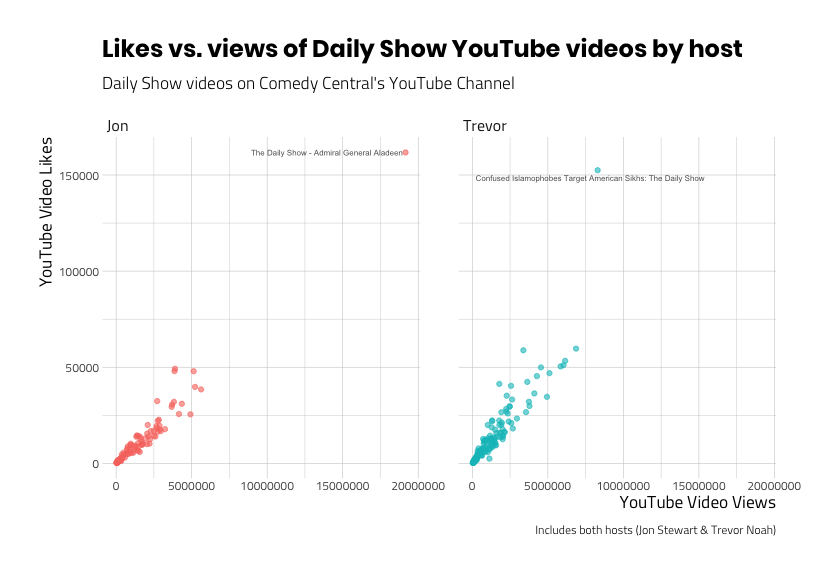 Likes vs. views of Daily Show YouTube videos by host
Daily Show videos on Comedy Central's YouTube Channel
Jon
Trevor
YouTube Video Likes
150000
100000
50000
0
The Daily Show - Admiral General Aladeen
Confused Islamophobes Target American Sikhs: The Daily Show
0 5000000 10000000 15000000 20000000
0 5000000 10000000 15000000 20000000
YouTube Video Views
Includes both hosts (Jon Stewart & Trevor Noah)